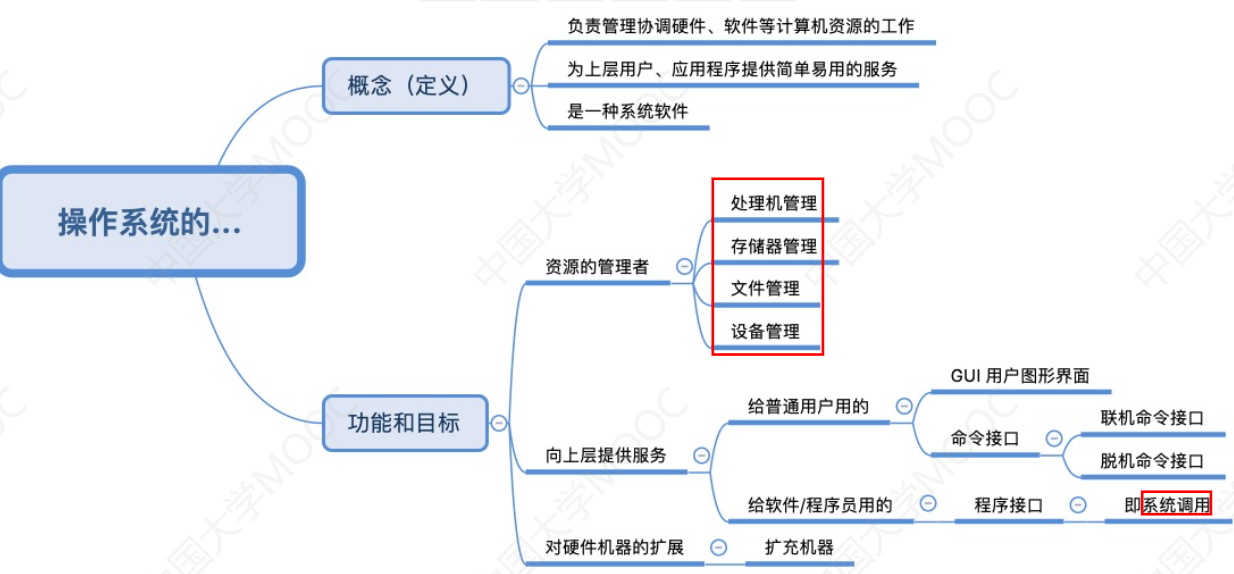 负责管理协调硬件、软件等计算机资源的工作
概念（定义）
为上层用户、应用程序提供简单易用的服务
是一种系统软件
操作系统的...
处理机管理
存储器管理
资源的管理者
文件管理
设备管理
GUI 用户图形界面
给普通用户用的
联机命令接口
功能和目标
命令接口
向上层提供服务
脱机命令接口
给软件/程序员用的
程序接口
即系统调用
对硬件机器的扩展
扩充机器
中国大学MOOC